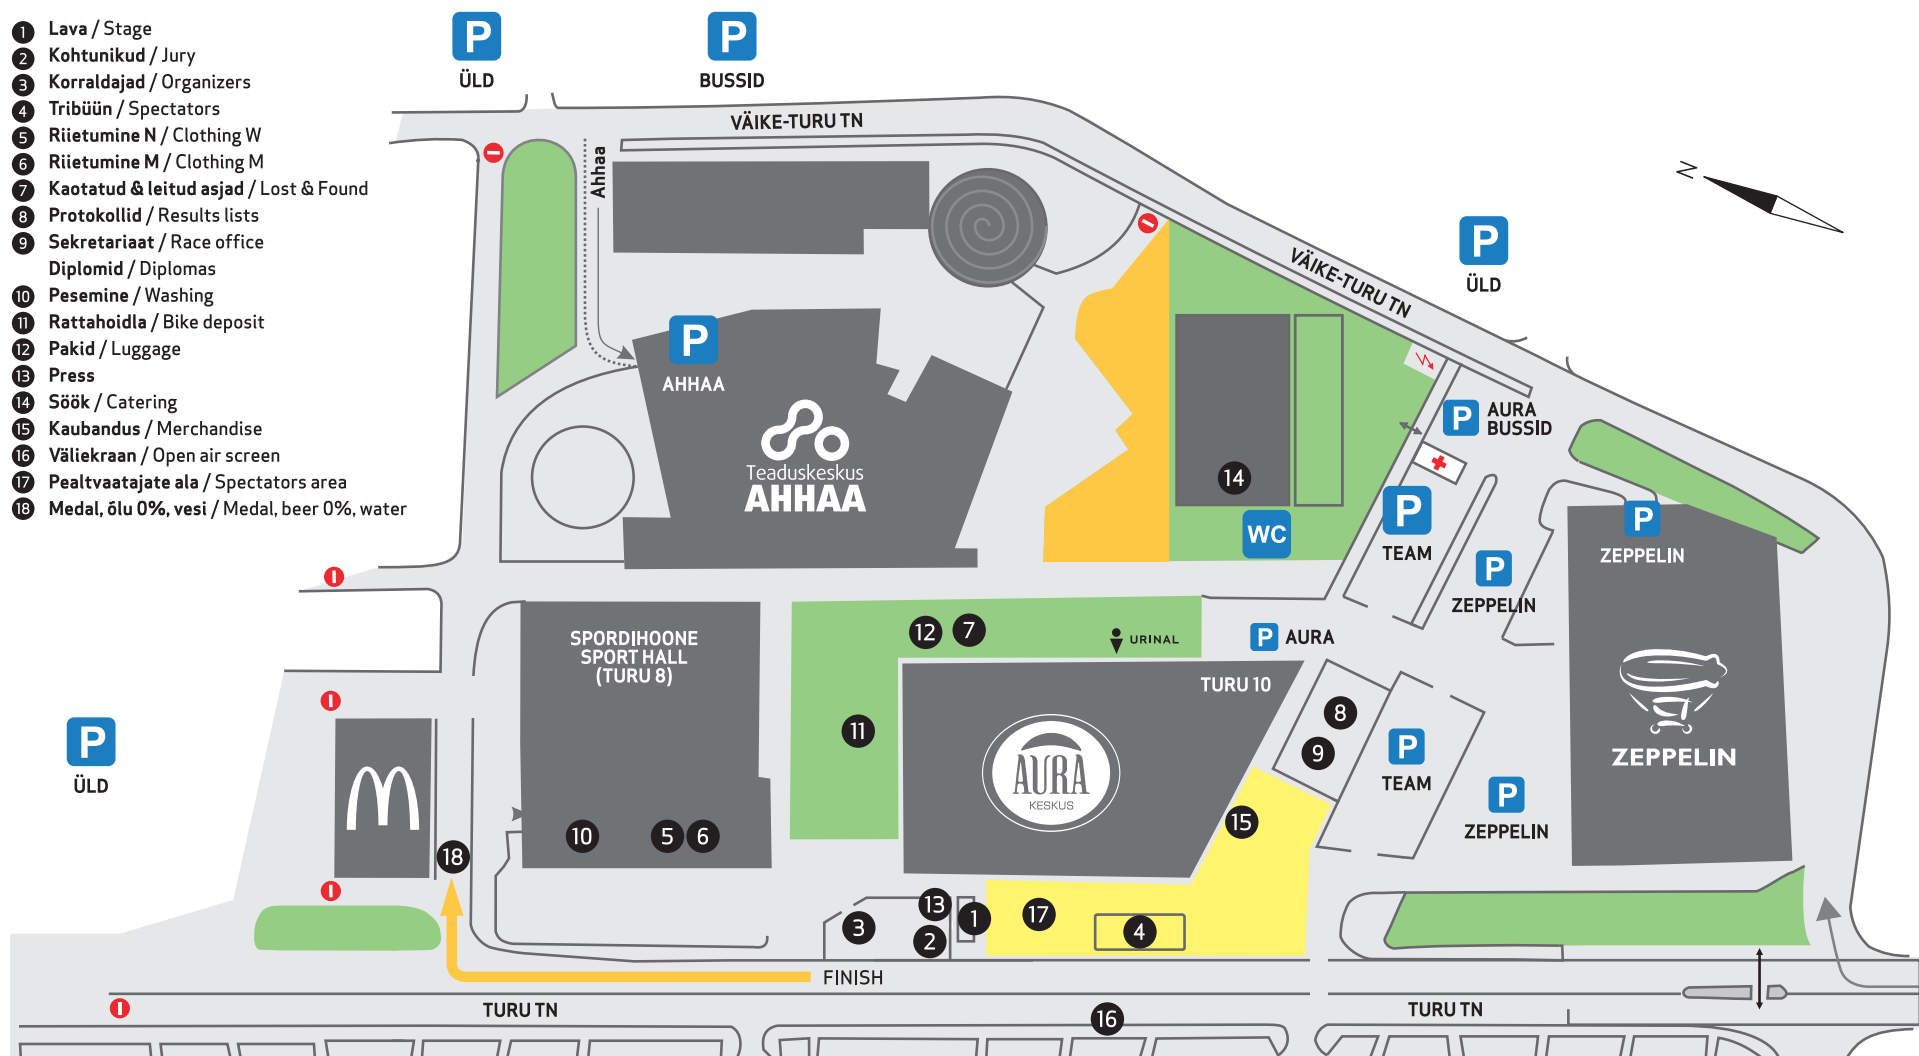 1 Lava / Stage
2 Kohtunikud / Jury
3 Korraldajad / Organizers
4 Tribüün / Spectators
5 Riietumine N / Clothing W
6 Riietumine M / Clothing M
7 Kaotatud & leitud asjad / Lost & Found
8 Protokollid / Results lists
9 Sekretariaat / Race office
Diplomid / Diplomas
10 Pesemine / Washing
11 Rattahoidla / Bike deposit
12 Pakid / Luggage
13 Press
14 Söök / Catering
15 Kaubandus / Merchandise
16 Väliekraan / Open air screen
17 Pealtvaatajate ala / Spectators area
18 Medal, õlu 0%, vesi / Medal, beer 0%, water
P
ÜLD
P
BUSSID
VÄIKE-TURU TN
Ahhaa
N
P
ÜLD
VÄIKE-TURU TN
P
AHHAA
Teaduskeskus
AHHAA
14
WC
P AURA
BUSSID
P
TEAM
P
ZEPPELIN
P
ZEPPELIN
SPORDIHOONE
SPORT HALL
(TURU 8)
12
7
URINAL
P AURA
TURU 10
8
9
P
TEAM
ZEPPELIN
P
ÜLD
11
AURA
KESKUS
P
ZEPPELIN
10
5
6
15
18
13
3
2
1
17
4
FINISH
TURU TN
16
TURU TN